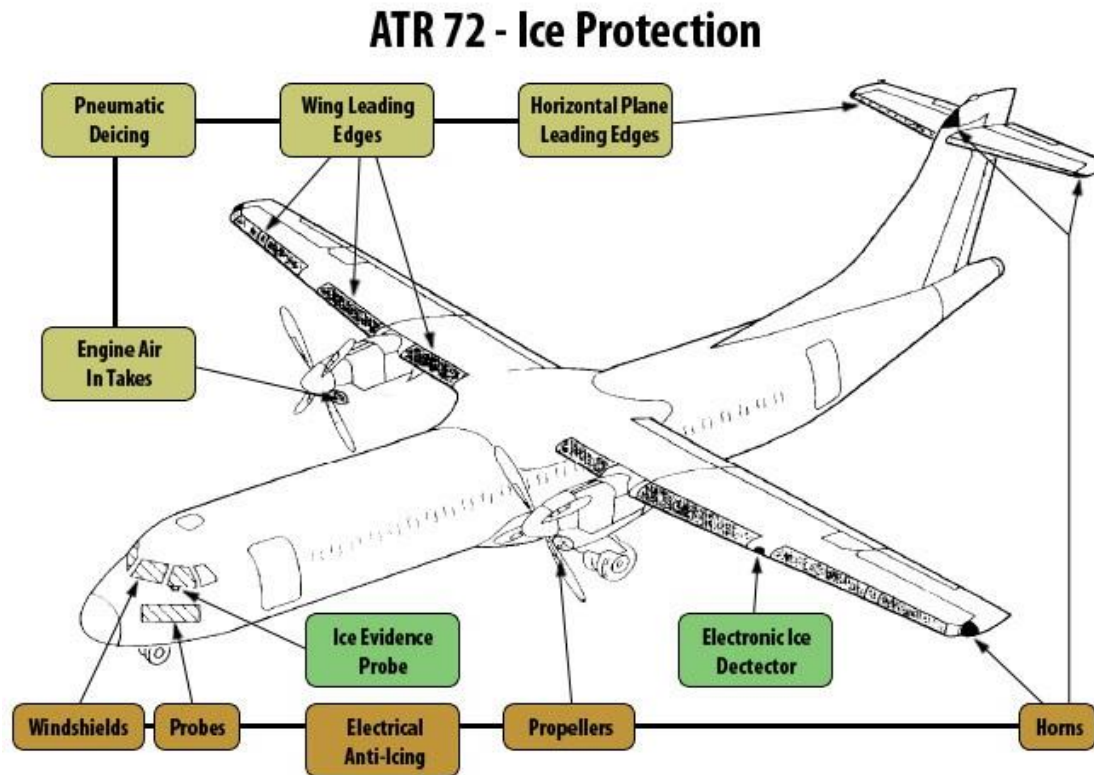 ATR 72 - Ice Protection
Pneumatic
Deicing
Wing Leading
Edges
Horizontal Plane
Leading Edges
Engine Air
In Takes
Ice Evidence
Probe
Electronic Ice
Dectector
Windshields
Probes
Electrical
Anti-Icing
Propellers
Horns